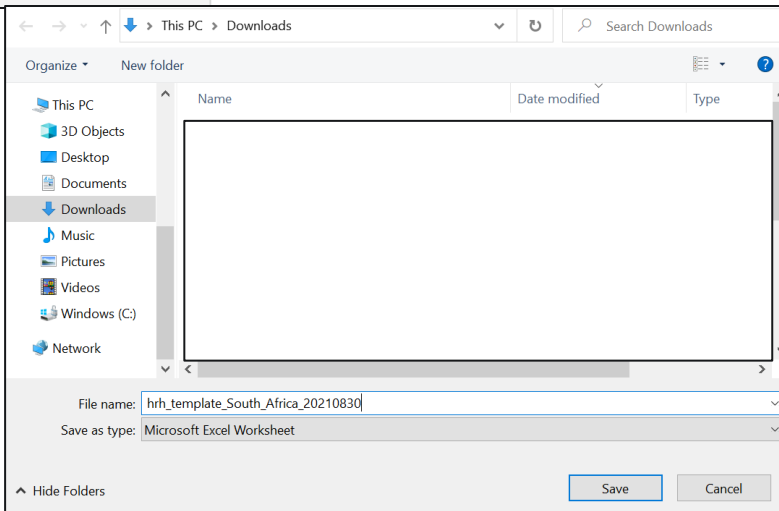 This PC > Downloads
Search Downloads
Organize
New folder
?
Name
Date modified
Type
This PC
3D Objects
Desktop
Documents
Downloads
Music
Pictures
Videos
Windows (C:)
Network
File name: hrh_template_South_Africa_20210830
Save as type: Microsoft Excel Worksheet
Hide Folders
Save
Cancel